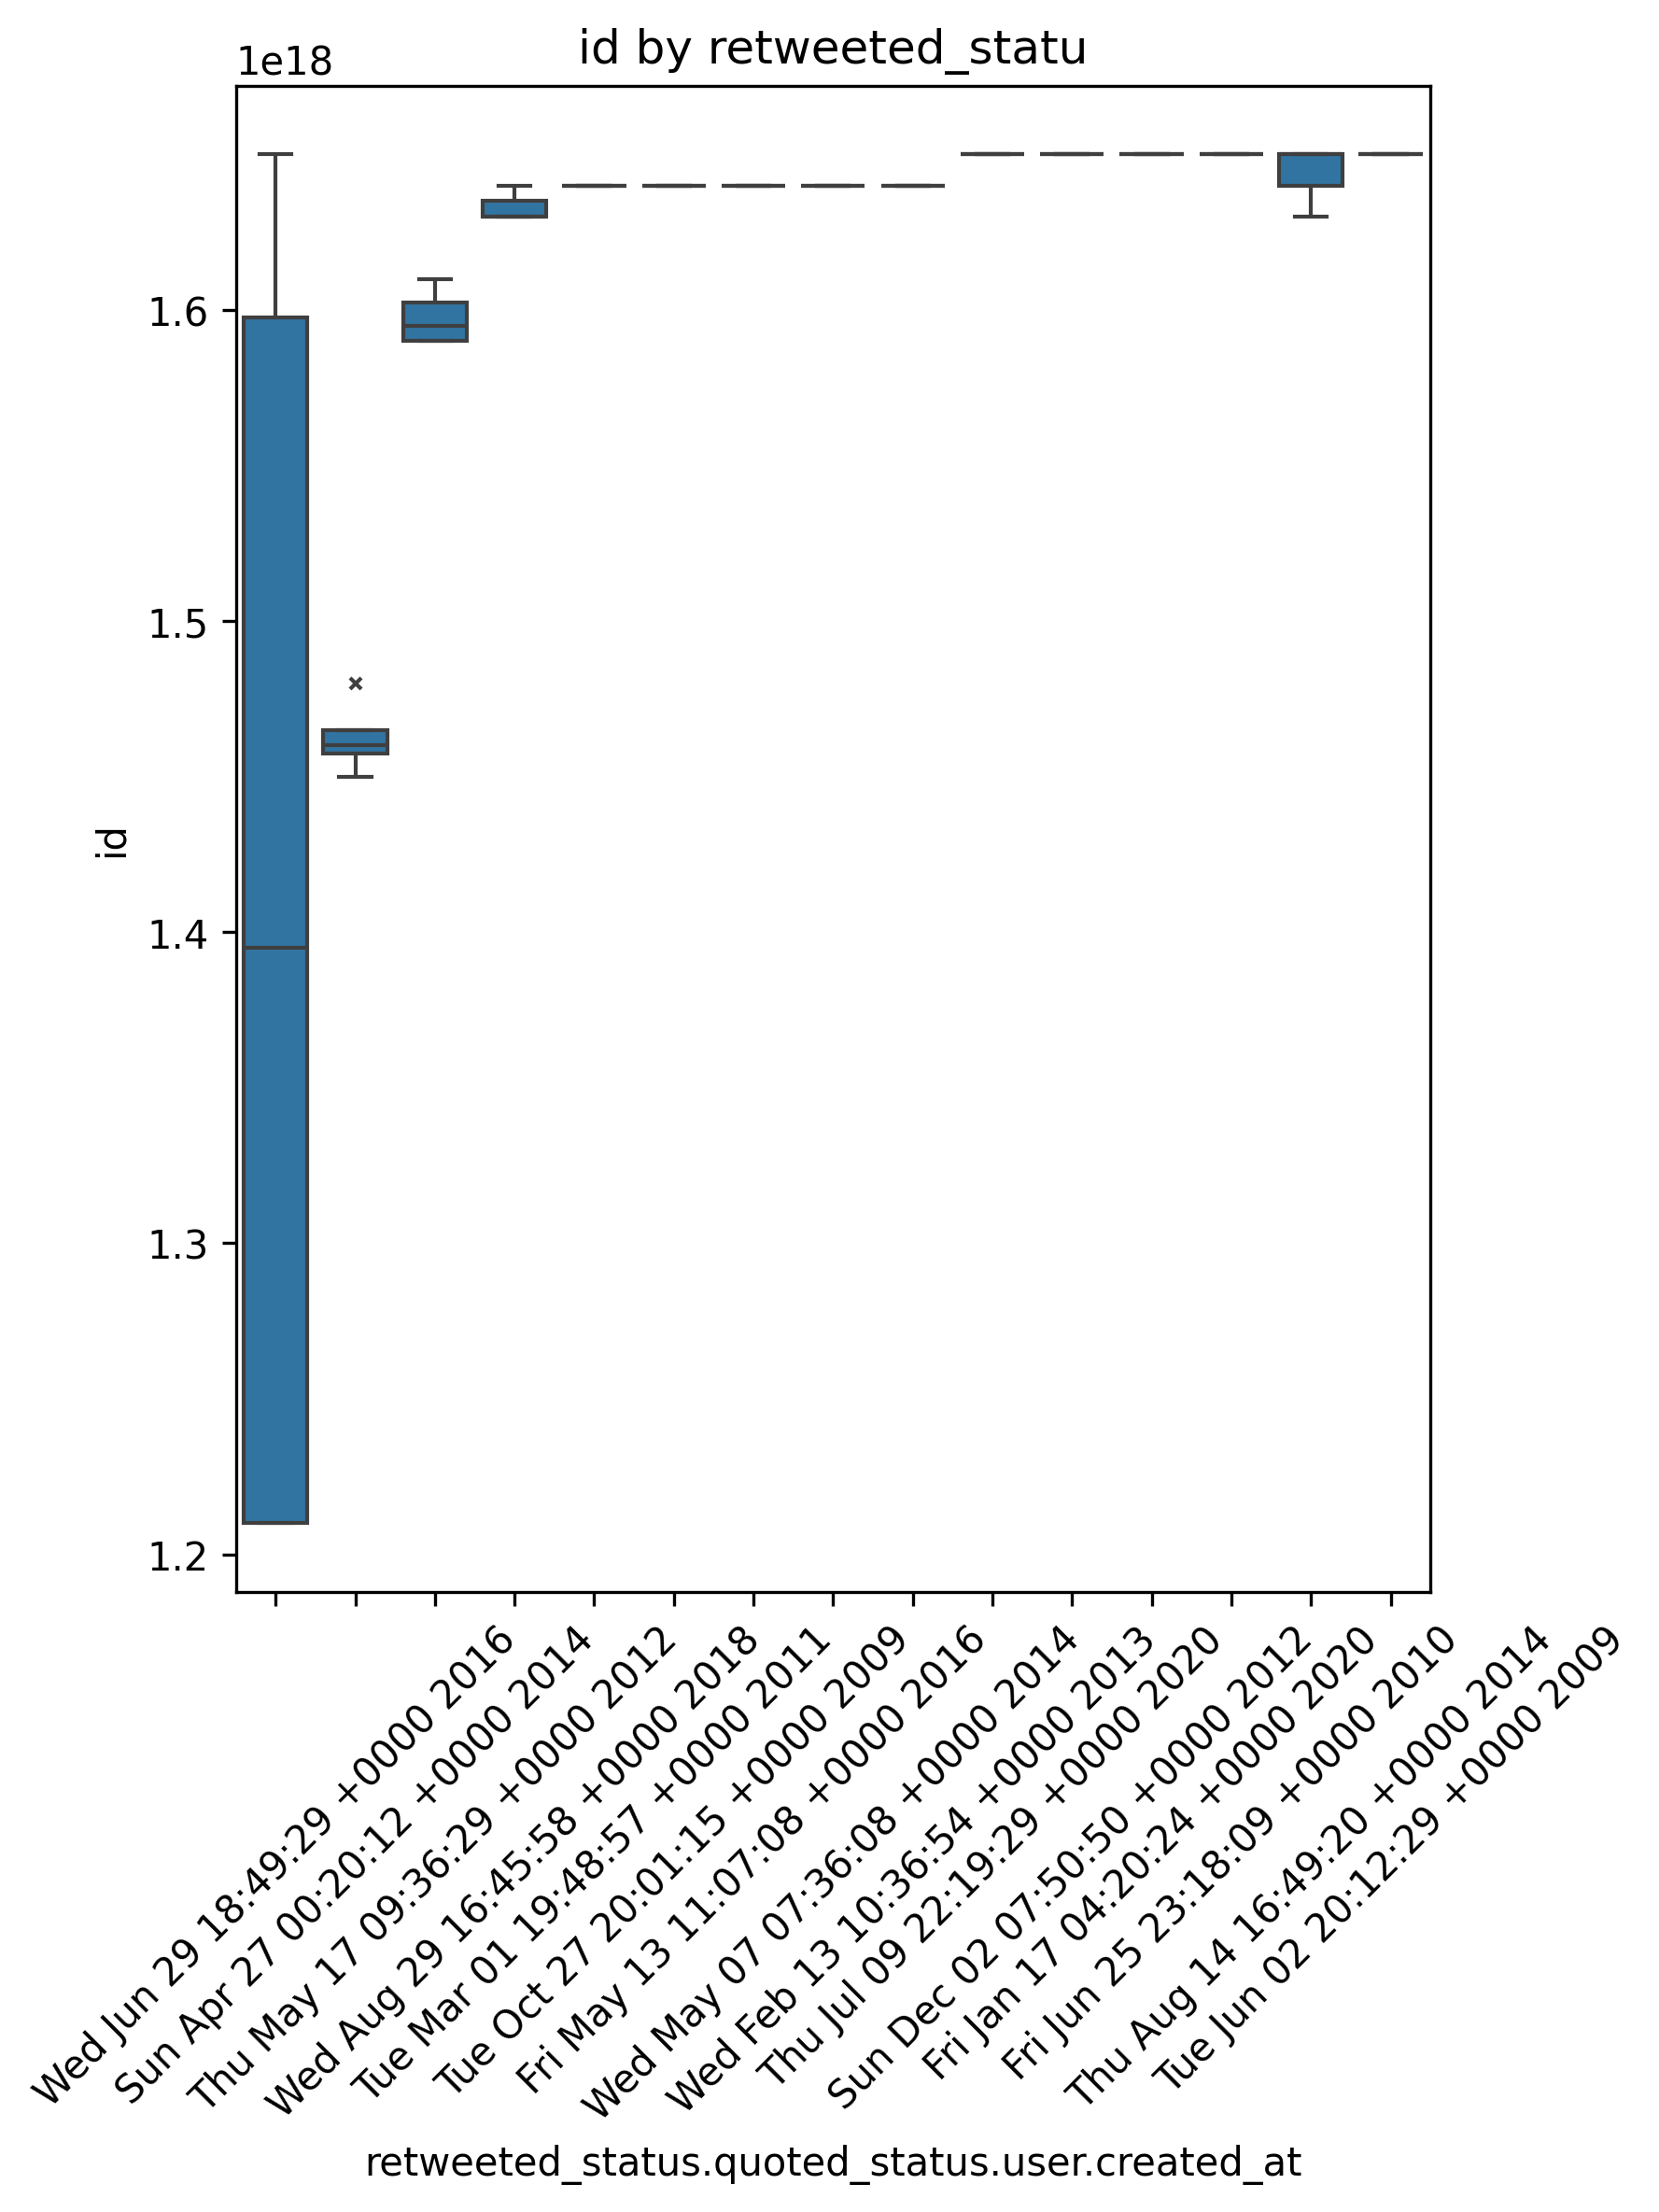 id by retweeted_statu
1e18
1.6
1.5
1.4
1.3
1.2
id
Wed Jun 29 18:49:29 +0000 2016
Sun Apr 27 00:20:12 +0000 2014
Thu May 17 09:36:29 +0000 2012
Wed Aug 29 16:45:58 +0000 2018
Tue Mar 01 19:48:57 +0000 2011
Tue Oct 27 20:01:15 +0000 2009
Fri May 13 11:07:08 +0000 2016
Wed May 07 07:36:08 +0000 2014
Wed Feb 13 10:36:54 +0000 2013
Thu Jul 09 22:19:29 +0000 2020
Sun Dec 02 07:50:50 +0000 2012
Fri Jan 17 04:20:24 +0000 2020
Fri Jun 25 23:18:09 +0000 2010
Thu Aug 14 16:49:20 +0000 2014
Tue Jun 02 20:12:29 +0000 2009
retweeted_status.quoted_status.user.created_at